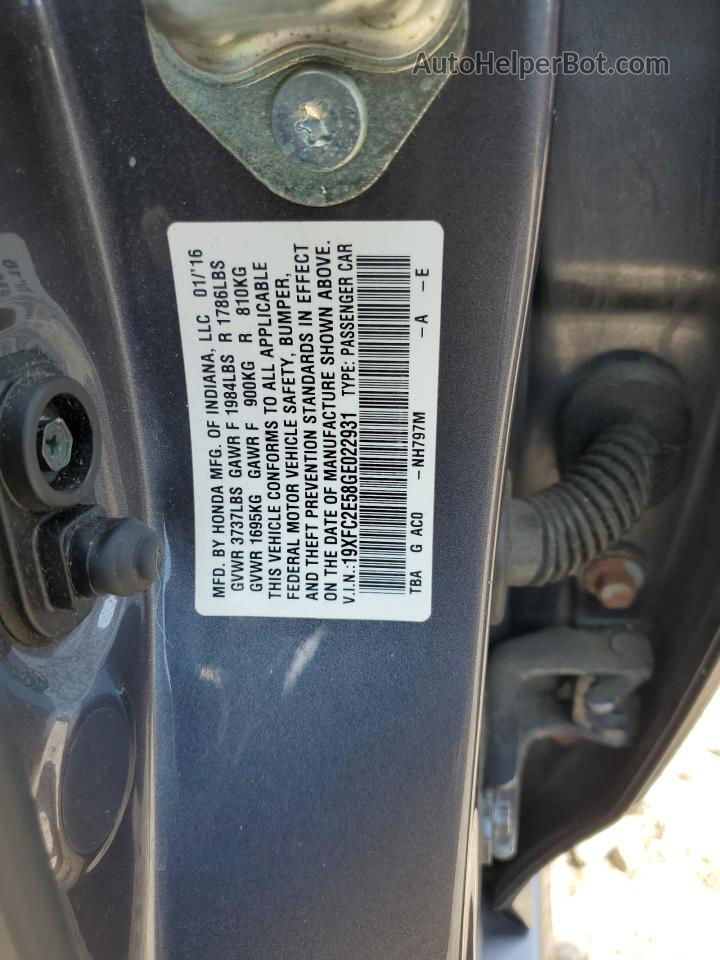 AutoHelperBot.com
MFD. BY HONDA MFG. OF INDIANA, LLC 01/'16
GVWR 3737LBS GAWR F 1984LBS R 1786LBS
GVWR 1695KG GAWR F 900KG R 810KG
THIS VEHICLE CONFORMS TO ALL APPLICABLE
FEDERAL MOTOR VEHICLE SAFETY, BUMPER,
AND THEFT PREVENTION STANDARDS IN EFFECT
ON THE DATE OF MANUFACTURE SHOWN ABOVE.
V.I.N.:19XFC2E58GE022931 TYPE: PASSENGER CAR
TBA G AC0 -NH797M -A -E